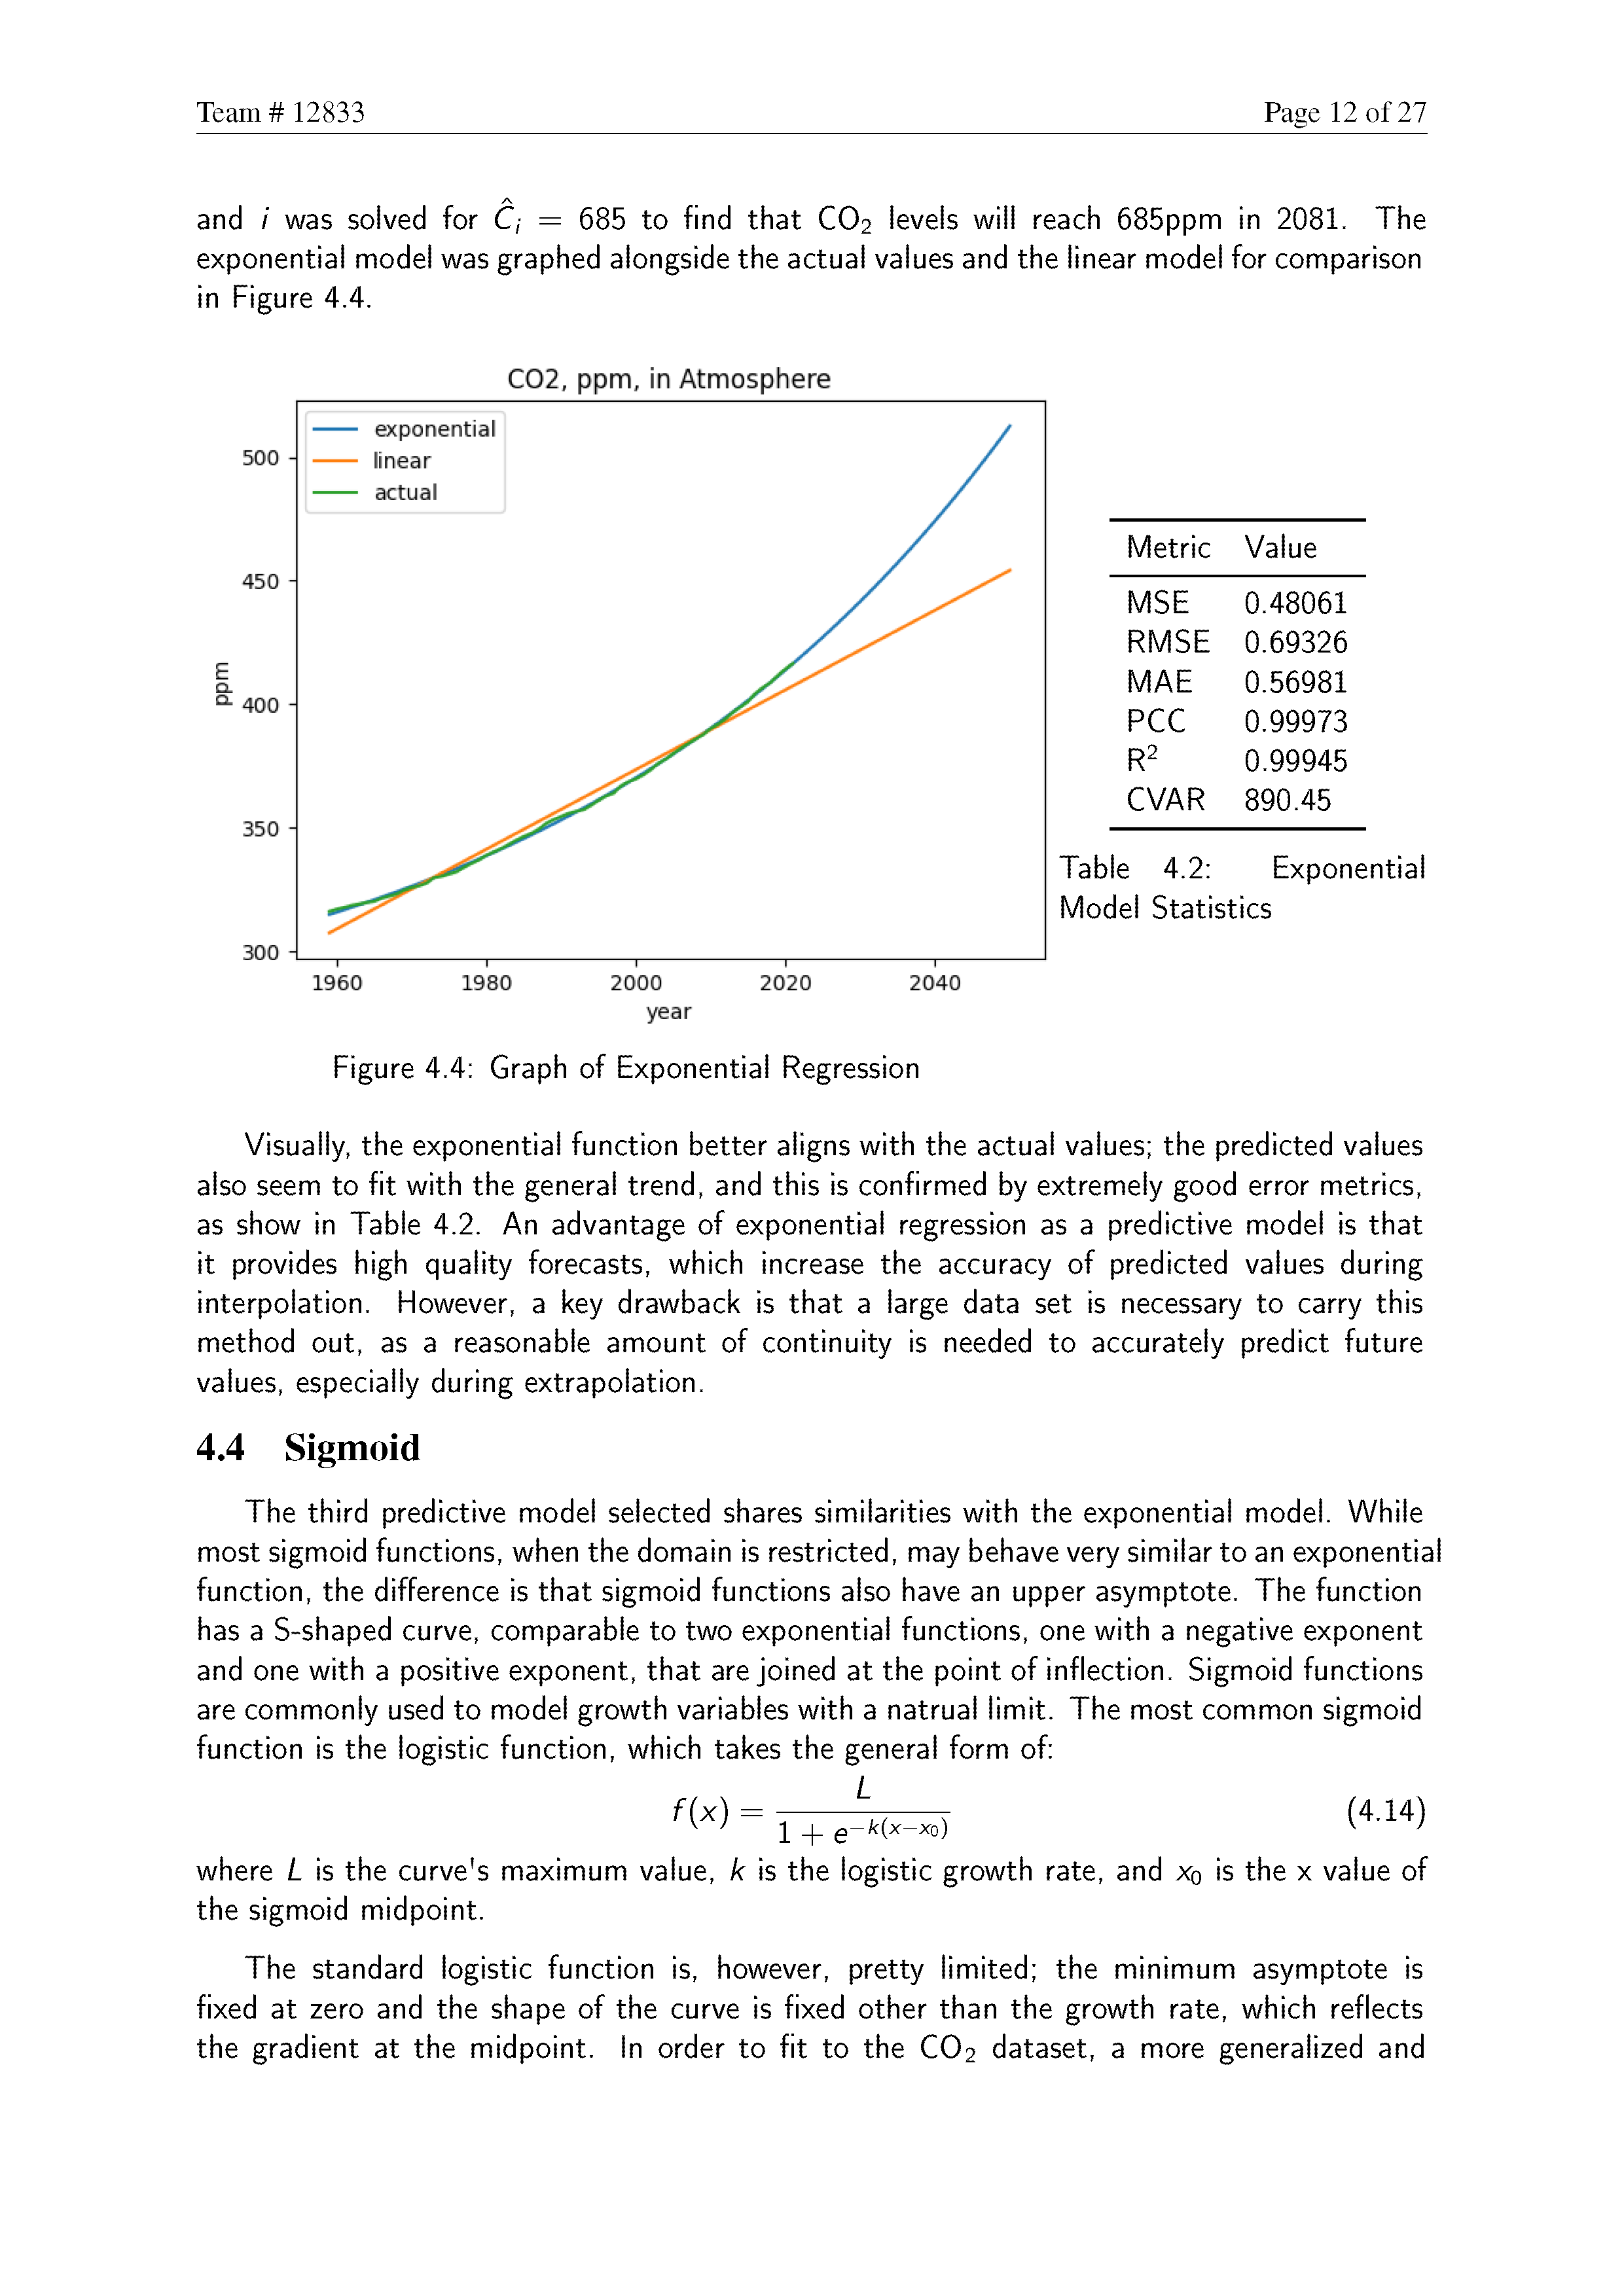 Team # 12833 Page 12 of 27
and i was solved for Ĉᵢ = 685 to find that CO₂ levels will reach 685ppm in 2081. The
exponential model was graphed alongside the actual values and the linear model for comparison
in Figure 4.4.
CO2, ppm, in Atmosphere
exponential
linear
actual
500
450
400
350
300
ppm
1960 1980 2000 2020 2040
year
Figure 4.4: Graph of Exponential Regression
Metric Value
MSE 0.48061
RMSE 0.69326
MAE 0.56981
PCC 0.99973
R² 0.99945
CVAR 890.45
Table 4.2: Exponential
Model Statistics
Visually, the exponential function better aligns with the actual values; the predicted values
also seem to fit with the general trend, and this is confirmed by extremely good error metrics,
as show in Table 4.2. An advantage of exponential regression as a predictive model is that
it provides high quality forecasts, which increase the accuracy of predicted values during
interpolation. However, a key drawback is that a large data set is necessary to carry this
method out, as a reasonable amount of continuity is needed to accurately predict future
values, especially during extrapolation.
4.4 Sigmoid
The third predictive model selected shares similarities with the exponential model. While
most sigmoid functions, when the domain is restricted, may behave very similar to an exponential
function, the difference is that sigmoid functions also have an upper asymptote. The function
has a S-shaped curve, comparable to two exponential functions, one with a negative exponent
and one with a positive exponent, that are joined at the point of inflection. Sigmoid functions
are commonly used to model growth variables with a natrual limit. The most common sigmoid
function is the logistic function, which takes the general form of:
f(x) = L / (1 + e^{−k(x−x₀)}) (4.14)
where L is the curve's maximum value, k is the logistic growth rate, and x₀ is the x value of
the sigmoid midpoint.
The standard logistic function is, however, pretty limited; the minimum asymptote is
fixed at zero and the shape of the curve is fixed other than the growth rate, which reflects
the gradient at the midpoint. In order to fit to the CO₂ dataset, a more generalized and